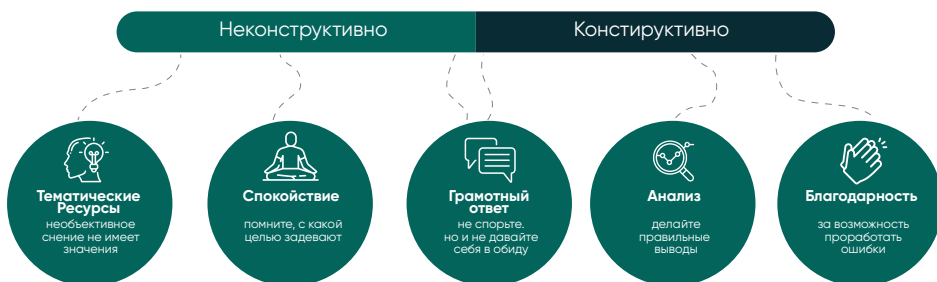 Неконструктивно
Констируктивно
Тематические
Ресурсы
необъективное
снение не имеет
значения
Спокойствие
помните, с какой
целью задевают
Грамотный
ответ
не спорьте.
но и не давайте
себя в обиду
Анализ
делайте
правильные
выводы
Благодарность
за возможность
проработать
ошибки